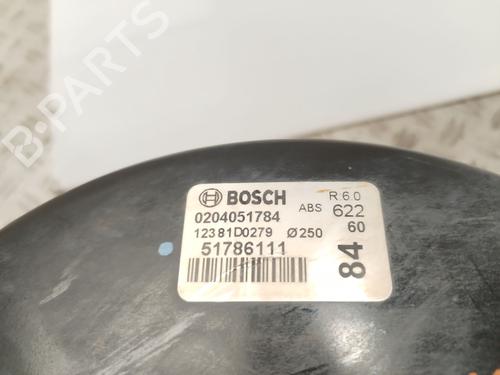 BOSCH R 6.0
0204051784 ABS 622
12381D0279 Ø250 60
51786111 84
B-PARTS